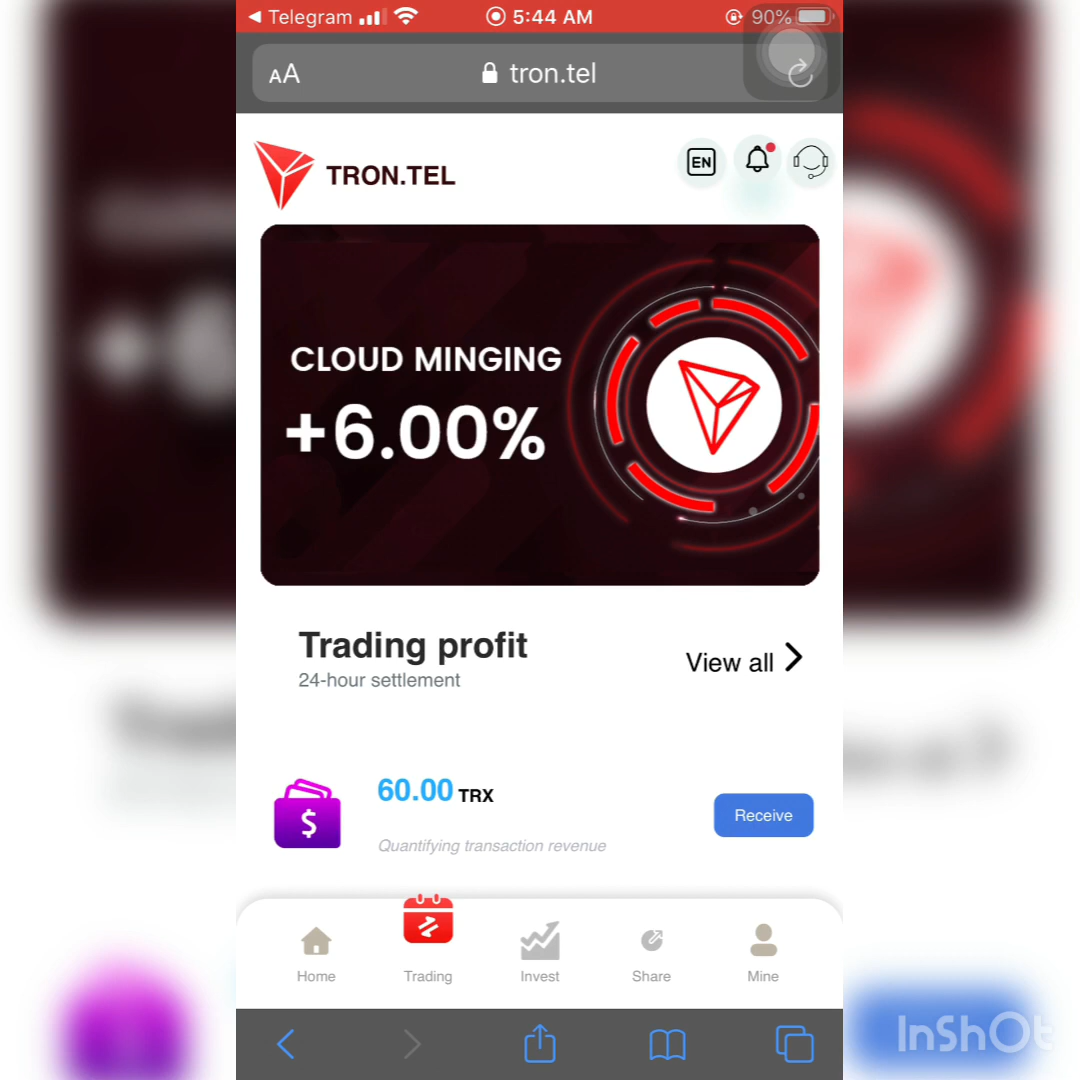 Telegram 5:44 AM 90%
AA tron.tel
TRON.TEL EN
CLOUD MINGING
+6.00%
Trading profit
View all
24-hour settlement
$
60.00 TRX
Receive
Quantifying transaction revenue
Home Trading Invest Share Mine
InShOt